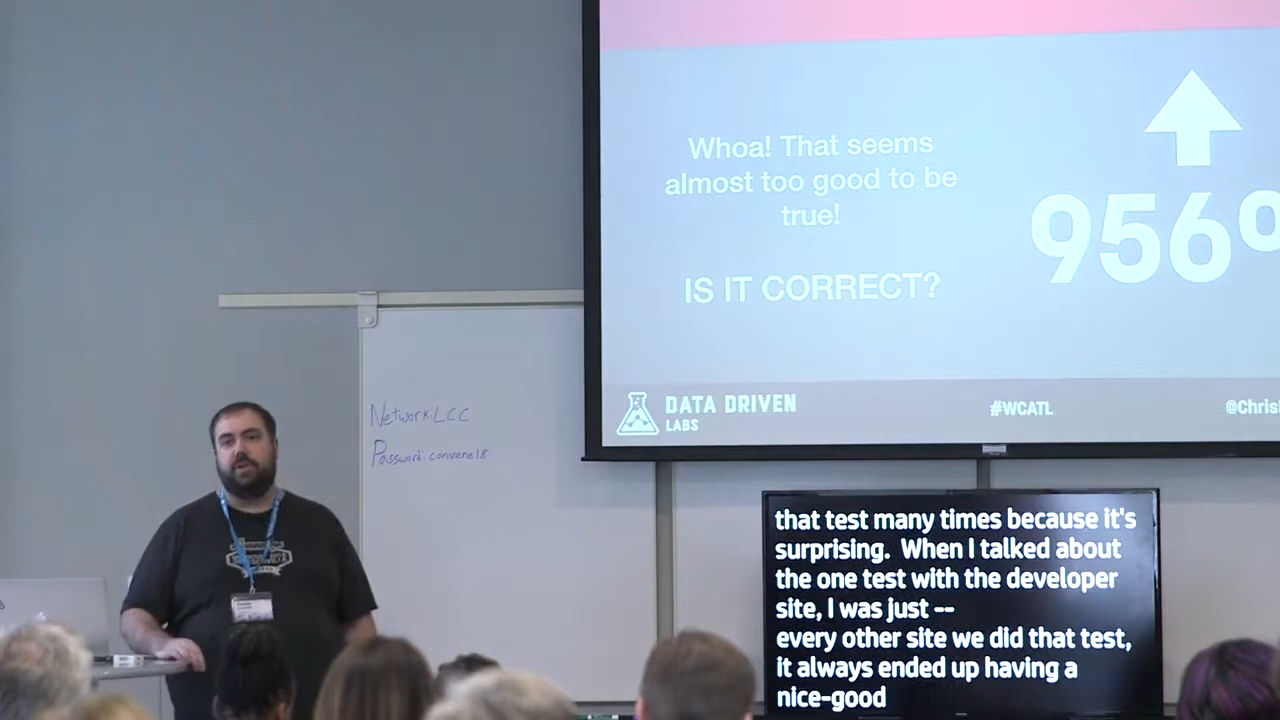 Whoa! That seems
almost too good to be
true!
IS IT CORRECT?
956%
DATA DRIVEN
LABS
#WCATL
@Chris
Network: LCC
Password: convene18
that test many times because it's
surprising.  When I talked about
the one test with the developer
site, I was just --
every other site we did that test,
it always ended up having a
nice-good